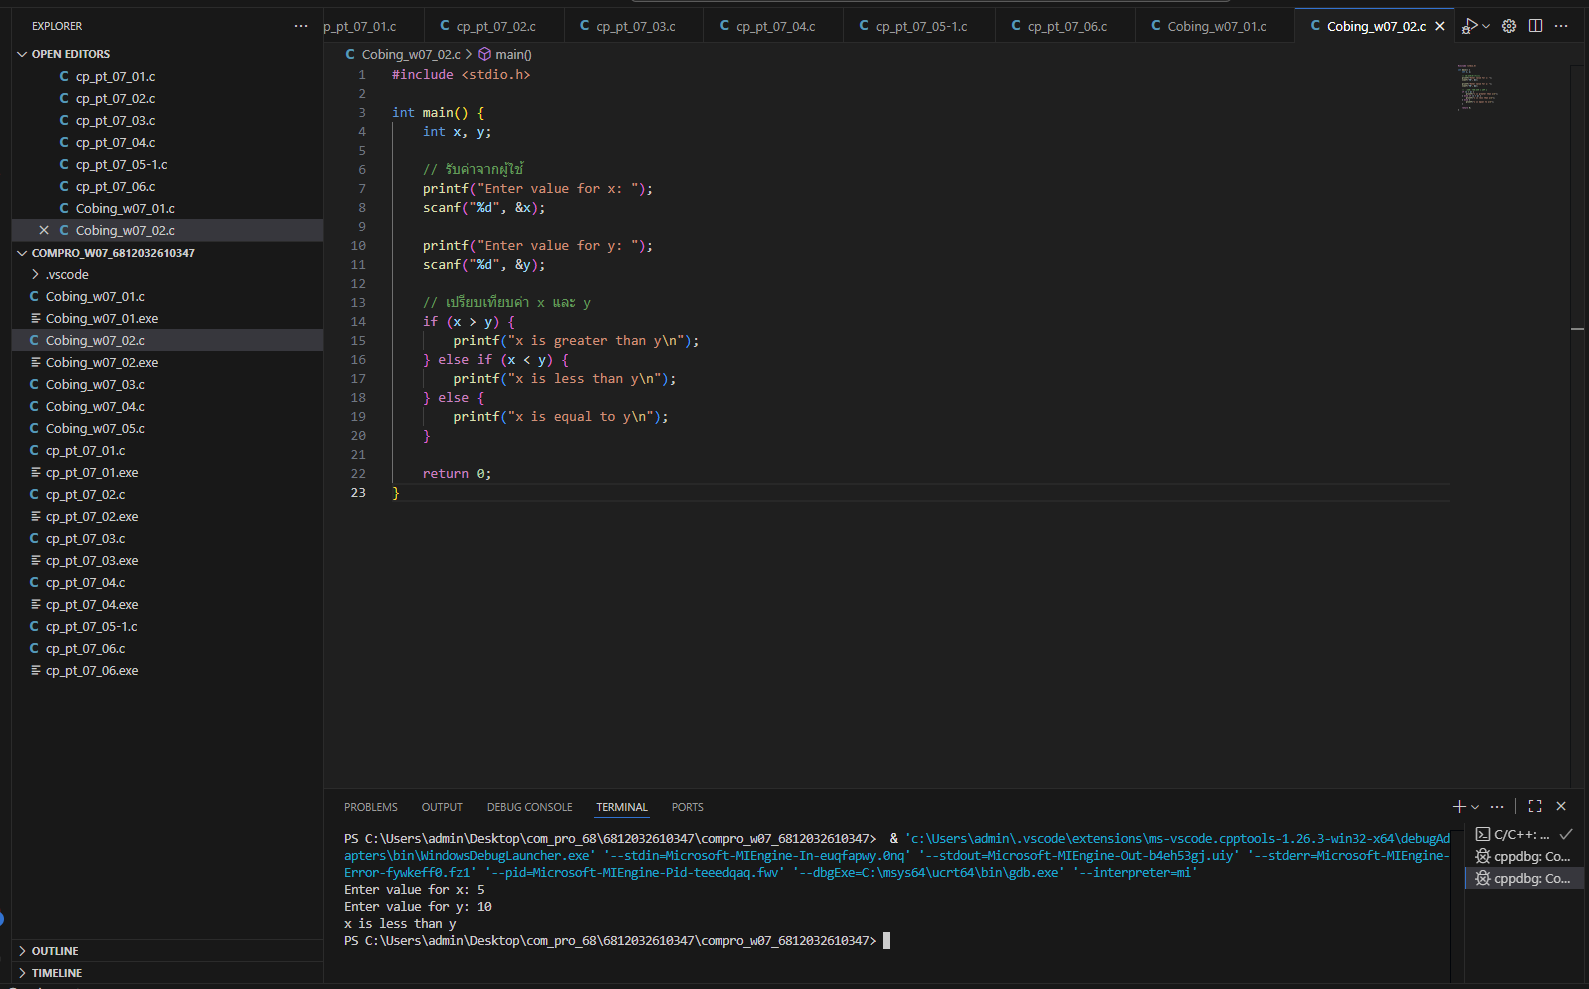 EXPLORER
OPEN EDITORS
cp_pt_07_01.c
cp_pt_07_02.c
cp_pt_07_03.c
cp_pt_07_04.c
cp_pt_07_05-1.c
cp_pt_07_06.c
Cobing_w07_01.c
Cobing_w07_02.c
COMPRO_W07_6812032610347
.vscode
Cobing_w07_01.c
Cobing_w07_01.exe
Cobing_w07_02.c
Cobing_w07_02.exe
Cobing_w07_03.c
Cobing_w07_04.c
Cobing_w07_05.c
cp_pt_07_01.c
cp_pt_07_01.exe
cp_pt_07_02.c
cp_pt_07_02.exe
cp_pt_07_03.c
cp_pt_07_03.exe
cp_pt_07_04.c
cp_pt_07_04.exe
cp_pt_07_05-1.c
cp_pt_07_06.c
cp_pt_07_06.exe
OUTLINE
TIMELINE
p_pt_07_01.c cp_pt_07_02.c cp_pt_07_03.c cp_pt_07_04.c cp_pt_07_05-1.c cp_pt_07_06.c Cobing_w07_01.c Cobing_w07_02.c
Cobing_w07_02.c > main()
1 #include <stdio.h>
2
3 int main() {
4 int x, y;
5
6 // รับค่าจากผู้ใช้
7 printf("Enter value for x: ");
8 scanf("%d", &x);
9
10 printf("Enter value for y: ");
11 scanf("%d", &y);
12
13 // เปรียบเทียบค่า x และ y
14 if (x > y) {
15 printf("x is greater than y\n");
16 } else if (x < y) {
17 printf("x is less than y\n");
18 } else {
19 printf("x is equal to y\n");
20 }
21
22 return 0;
23 }
PROBLEMS OUTPUT DEBUG CONSOLE TERMINAL PORTS
PS C:\Users\admin\Desktop\com_pro_68\6812032610347\compro_w07_6812032610347> & 'c:\Users\admin\.vscode\extensions\ms-vscode.cpptools-1.26.3-win32-x64\debugAd
apters\bin\WindowsDebugLauncher.exe' '--stdin=Microsoft-MIEngine-In-euqfapwy.0nq' '--stdout=Microsoft-MIEngine-Out-b4eh53gj.uiy' '--stderr=Microsoft-MIEngine-
Error-fywkeff0.fz1' '--pid=Microsoft-MIEngine-Pid-teeedqaq.fwv' '--dbgExe=C:\msys64\ucrt64\bin\gdb.exe' '--interpreter=mi'
Enter value for x: 5
Enter value for y: 10
x is less than y
PS C:\Users\admin\Desktop\com_pro_68\6812032610347\compro_w07_6812032610347>
C/C++: ...
cppdbg: Co...
cppdbg: Co...